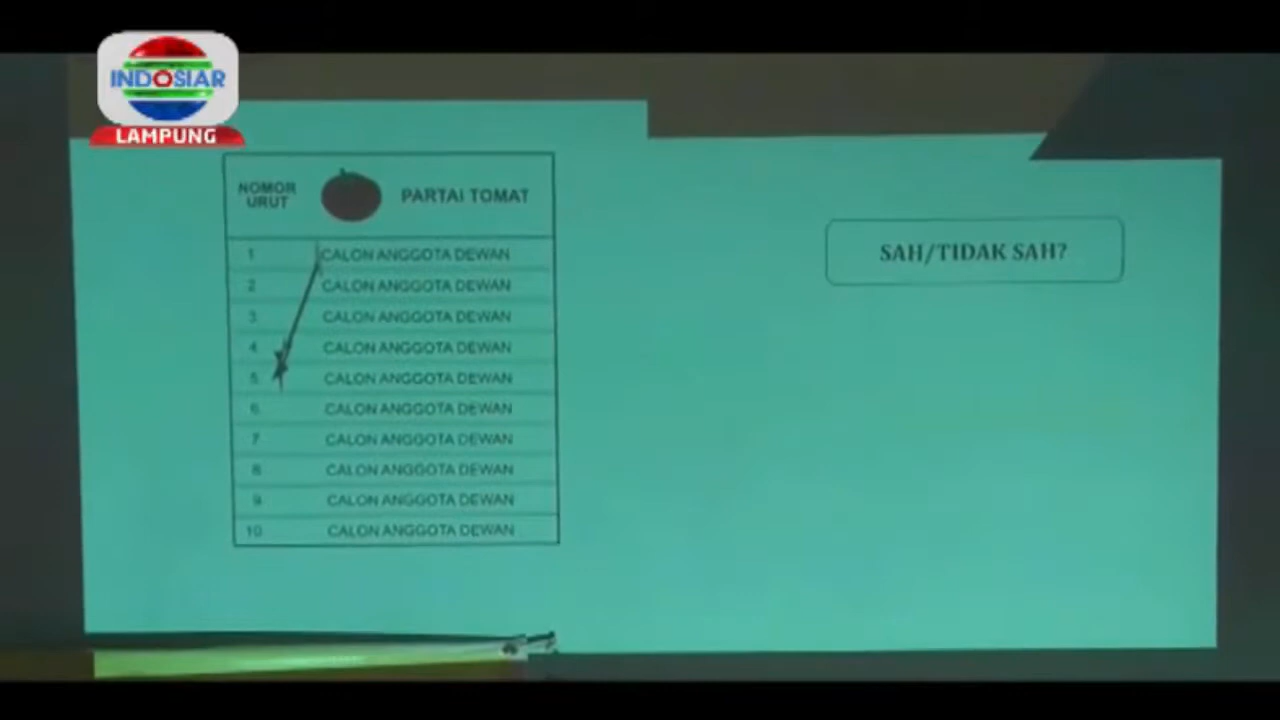 INDOSIAR
LAMPUNG
NOMOR URUT
PARTAI TOMAT
1 CALON ANGGOTA DEWAN
2 CALON ANGGOTA DEWAN
3 CALON ANGGOTA DEWAN
4 CALON ANGGOTA DEWAN
5 CALON ANGGOTA DEWAN
6 CALON ANGGOTA DEWAN
7 CALON ANGGOTA DEWAN
8 CALON ANGGOTA DEWAN
9 CALON ANGGOTA DEWAN
10 CALON ANGGOTA DEWAN
SAH/TIDAK SAH?